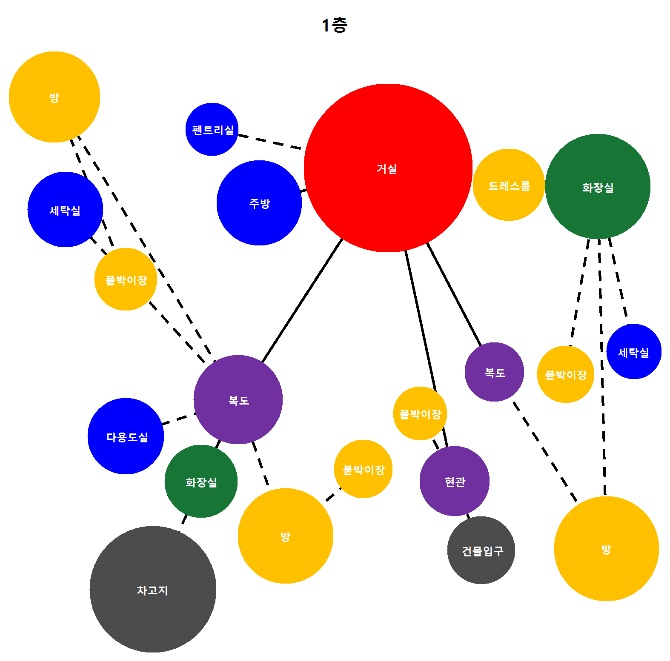 1층
방
펜트리실
거실
드레스룸
화장실
세탁실
주방
붙박이장
복도
다용도실
화장실
차고지
방
붙박이장
붙박이장
현관
건물입구
복도
붙박이장
세탁실
방